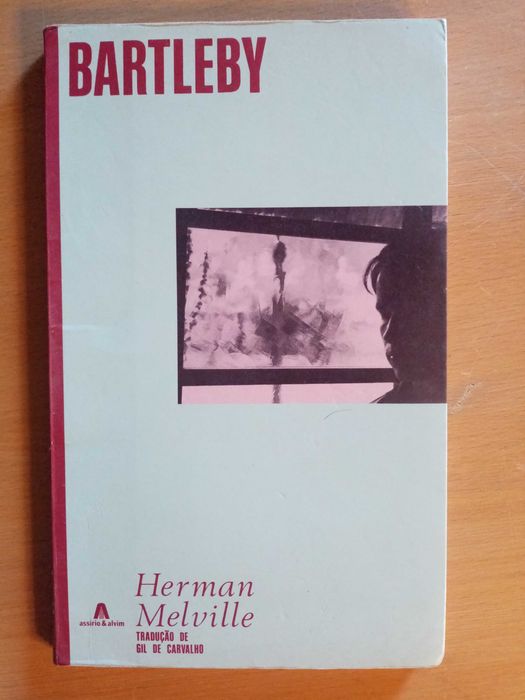 BARTLEBY
Herman
Melville
assírio & alvim
TRADUÇÃO DE
GIL DE CARVALHO